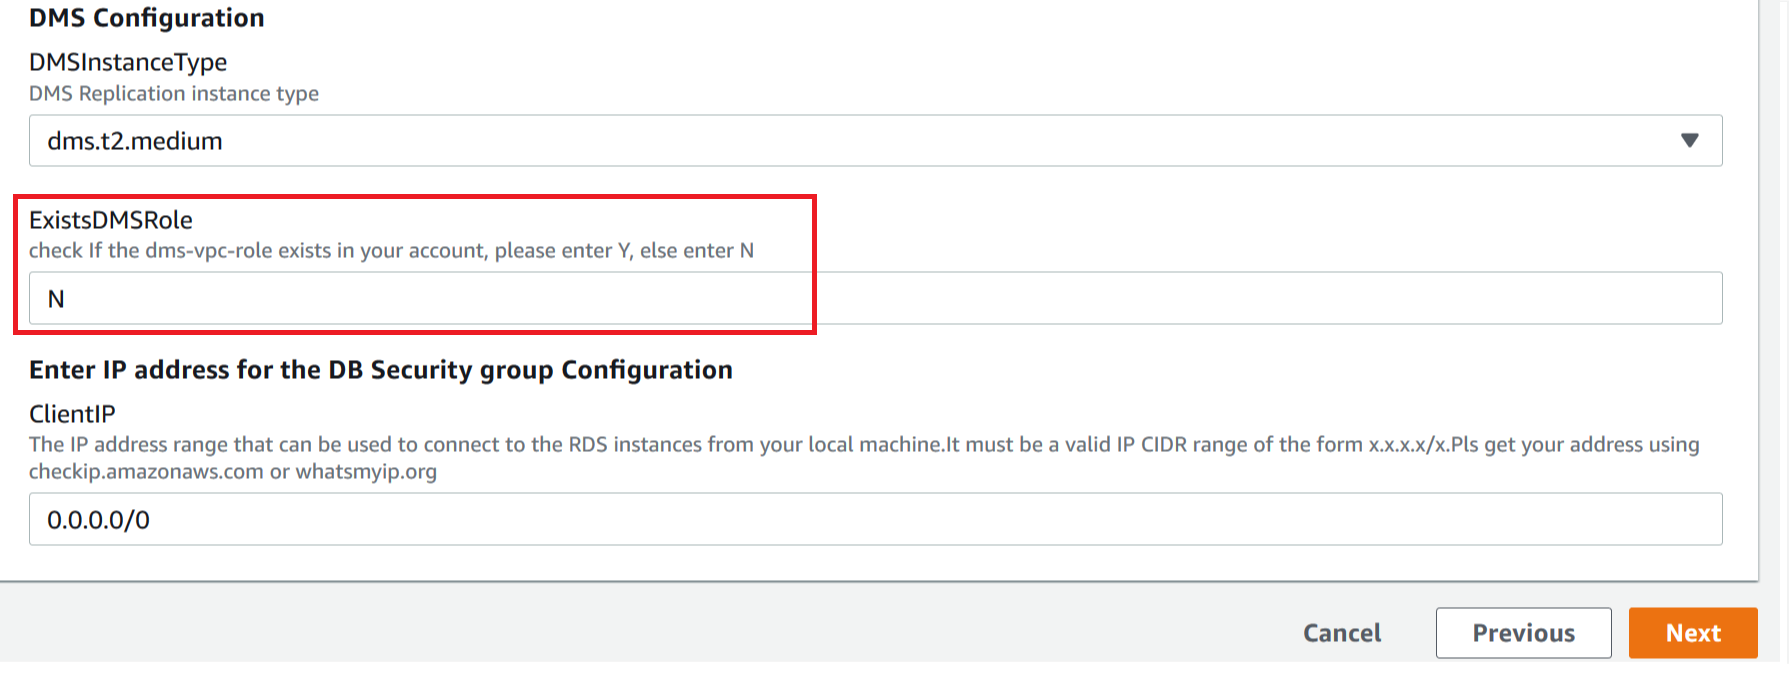 DMS Configuration
DMSInstanceType
DMS Replication instance type
dms.t2.medium
ExistsDMSRole
check If the dms-vpc-role exists in your account, please enter Y, else enter N
N
Enter IP address for the DB Security group Configuration
ClientIP
The IP address range that can be used to connect to the RDS instances from your local machine.It must be a valid IP CIDR range of the form x.x.x.x/x.Pls get your address using
checkip.amazonaws.com or whatsmyip.org
0.0.0.0/0
Cancel Previous Next